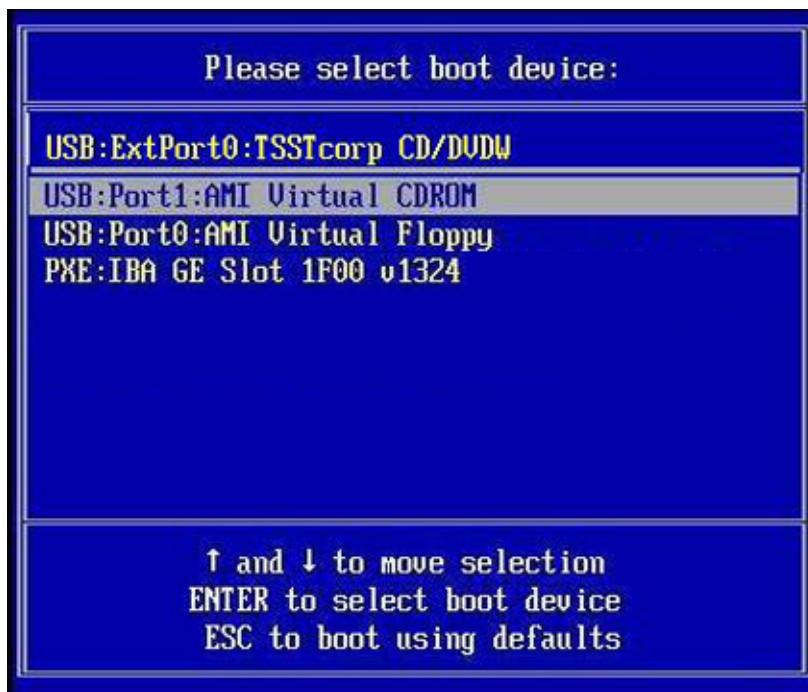 Please select boot device:
USB:ExtPort0:TSSTcorp CD/DVDW
USB:Port1:AMI Virtual CDROM
USB:Port0:AMI Virtual Floppy
PXE:IBA GE Slot 1F00 v1324
↑ and ↓ to move selection
ENTER to select boot device
ESC to boot using defaults